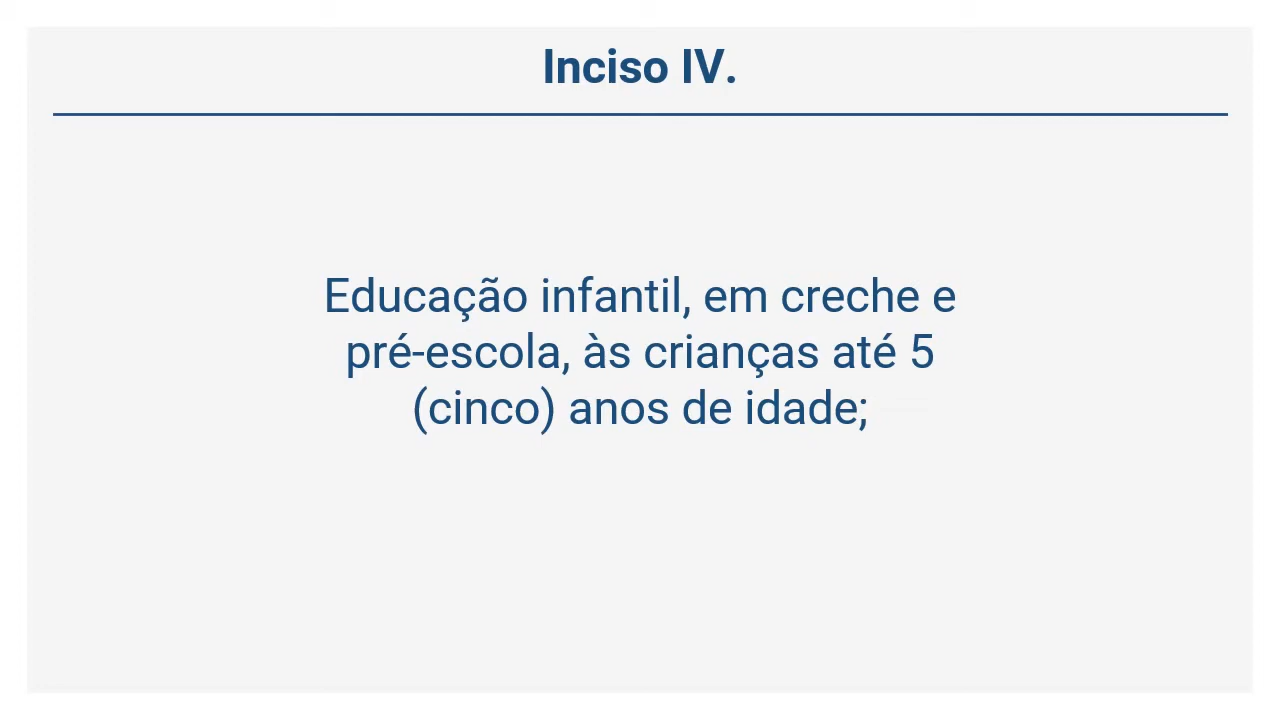 Inciso IV.
Educação infantil, em creche e
pré-escola, às crianças até 5
(cinco) anos de idade;